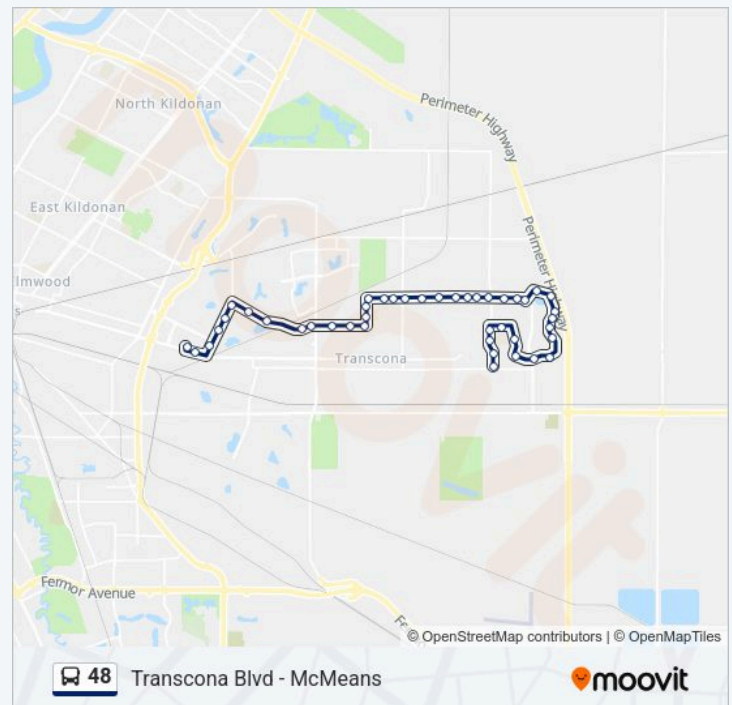 North Kildonan
Perimeter Highway
East Kildonan
lmwood
s
Perimeter Highway
Transcona
Fermor Avenue
Fe
© OpenStreetMap contributors | © OpenMapTiles
48 Transcona Blvd - McMeans
moovit